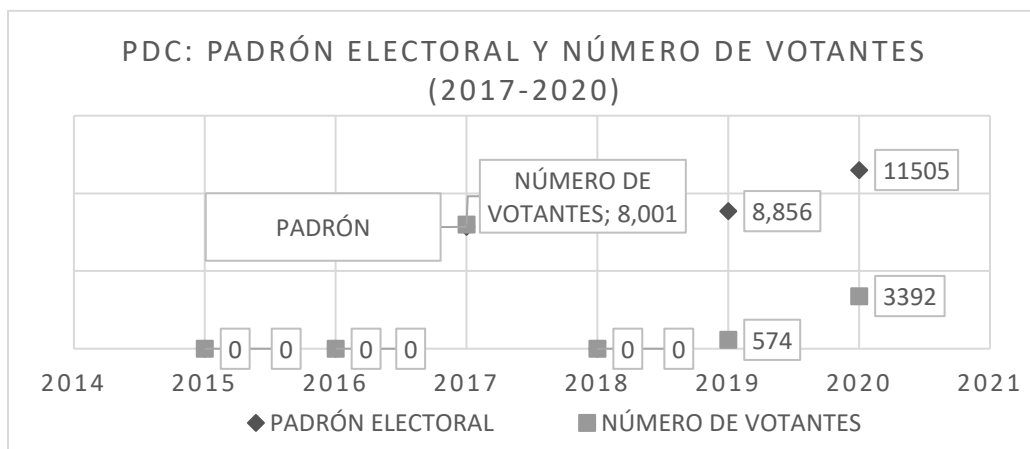 PDC: PADRÓN ELECTORAL Y NÚMERO DE VOTANTES
(2017-2020)
11505
NÚMERO DE
VOTANTES; 8,001
8,856
PADRÓN
3392
574
0 0 0 0 0 0
2014 2015 2016 2017 2018 2019 2020 2021
PADRÓN ELECTORAL NÚMERO DE VOTANTES